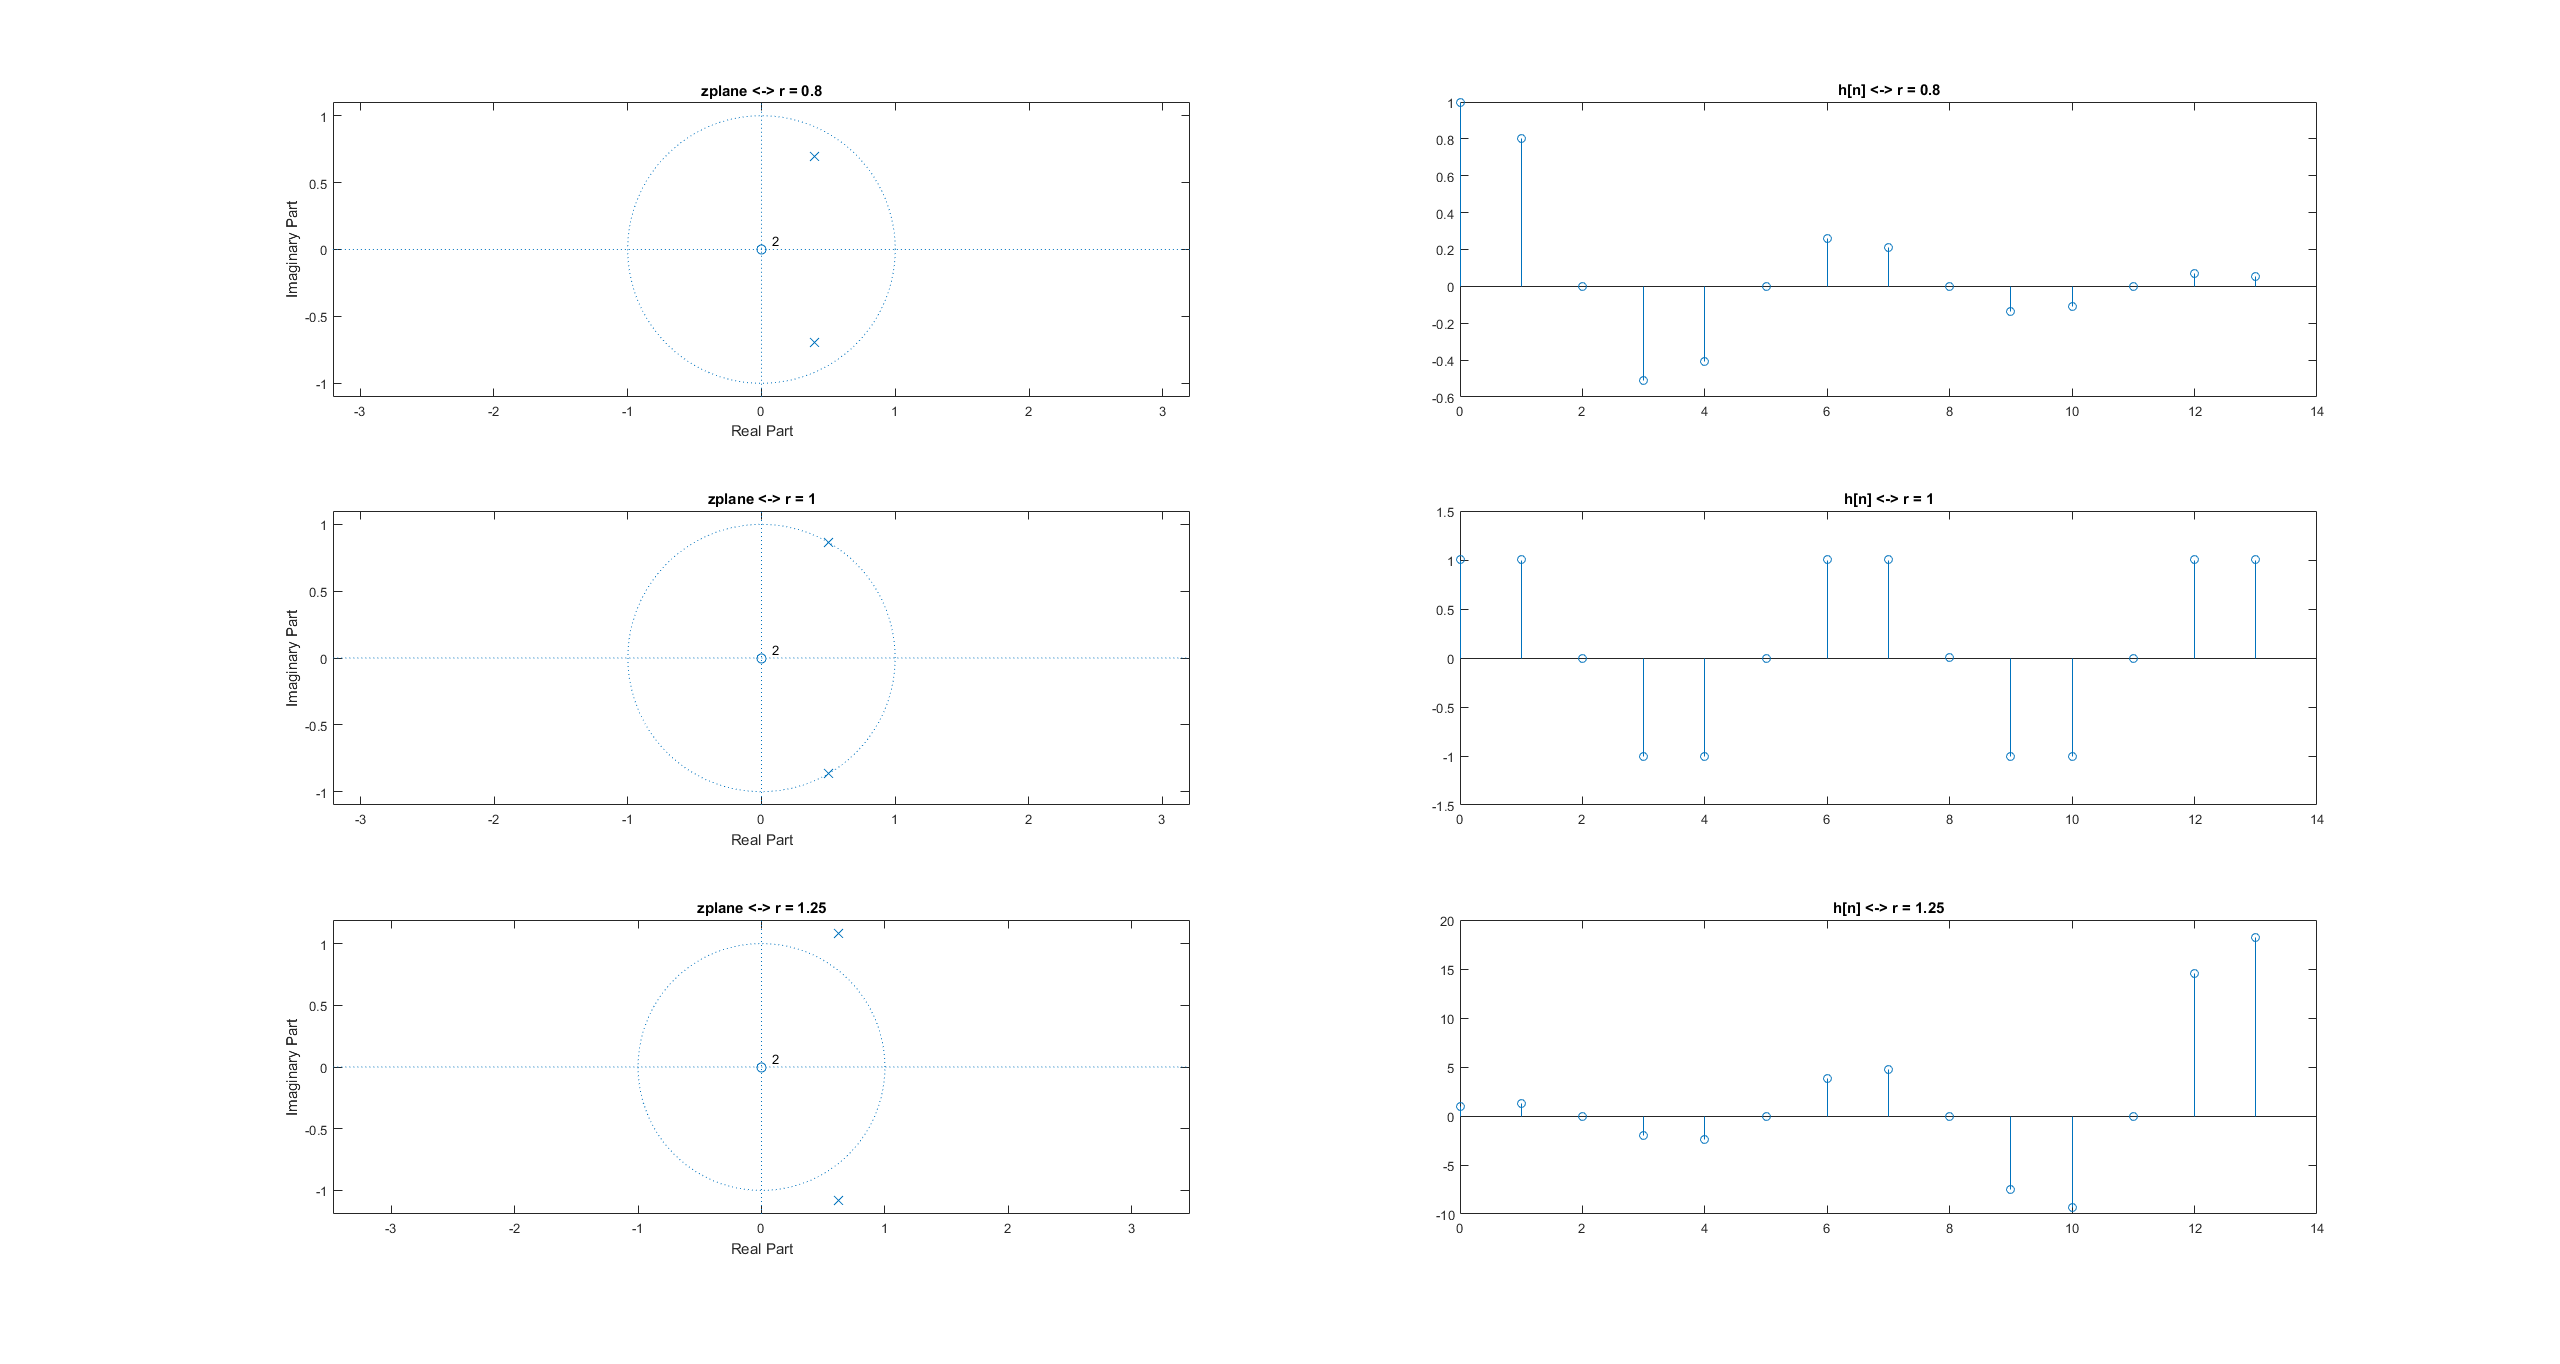 zplane <-> r = 0.8
1
0.5
0
-0.5
-1
Imaginary Part
2
-3 -2 -1 0 1 2 3
Real Part
h[n] <-> r = 0.8
1
0.8
0.6
0.4
0.2
0
-0.2
-0.4
-0.6
0 2 4 6 8 10 12 14
zplane <-> r = 1
1
0.5
0
-0.5
-1
Imaginary Part
2
-3 -2 -1 0 1 2 3
Real Part
h[n] <-> r = 1
1.5
1
0.5
0
-0.5
-1
-1.5
0 2 4 6 8 10 12 14
zplane <-> r = 1.25
1
0.5
0
-0.5
-1
Imaginary Part
2
-3 -2 -1 0 1 2 3
Real Part
h[n] <-> r = 1.25
20
15
10
5
0
-5
-10
0 2 4 6 8 10 12 14